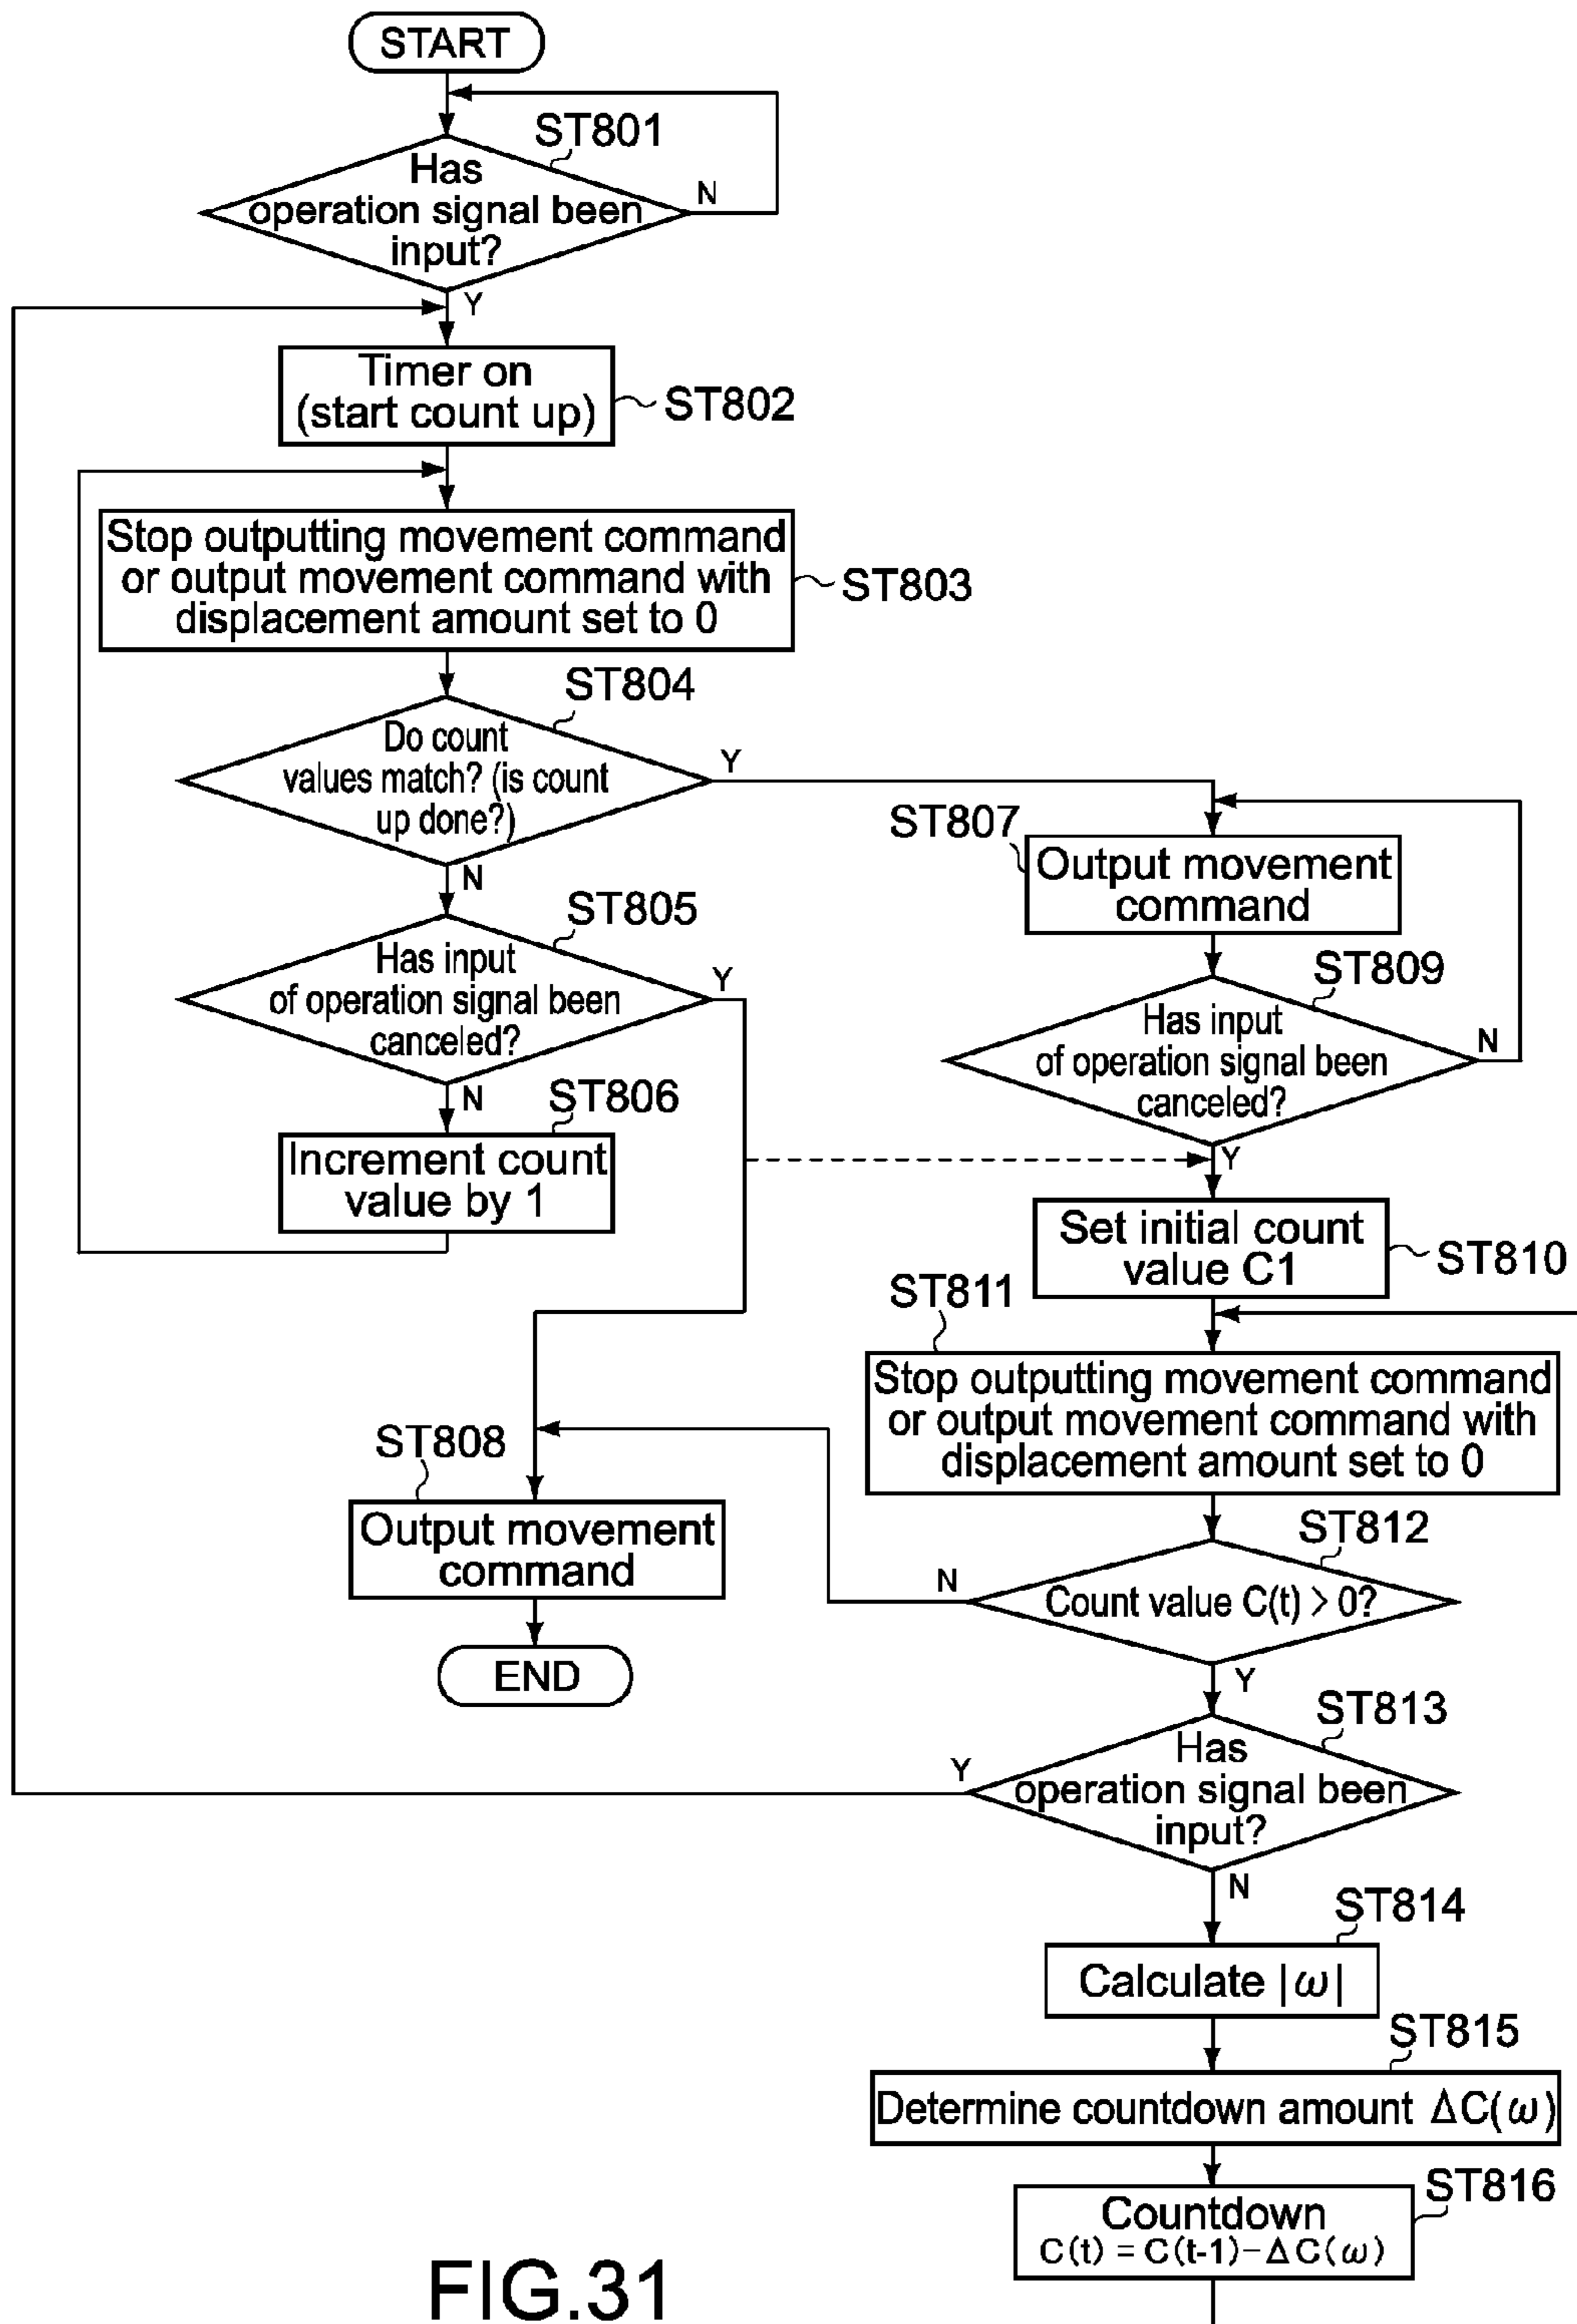 START
ST801
Has
operation signal been
input?
N
Y
Timer on
(start count up)
ST802
Stop outputting movement command
or output movement command with
displacement amount set to 0
ST803
ST804
Do count
values match? (is count
up done?)
Y
N
ST805
Has input
of operation signal been
canceled?
Y
N
ST806
Increment count
value by 1
ST807
Output movement
command
ST809
Has input
of operation signal been
canceled?
N
Y
Set initial count
value C1
ST810
ST811
Stop outputting movement command
or output movement command with
displacement amount set to 0
ST808
Output movement
command
END
ST812
Count value C(t) > 0?
N
Y
ST813
Has
operation signal been
input?
Y
N
ST814
Calculate |ω|
ST815
Determine countdown amount ΔC(ω)
ST816
Countdown
C(t) = C(t-1)-ΔC(ω)
FIG.31